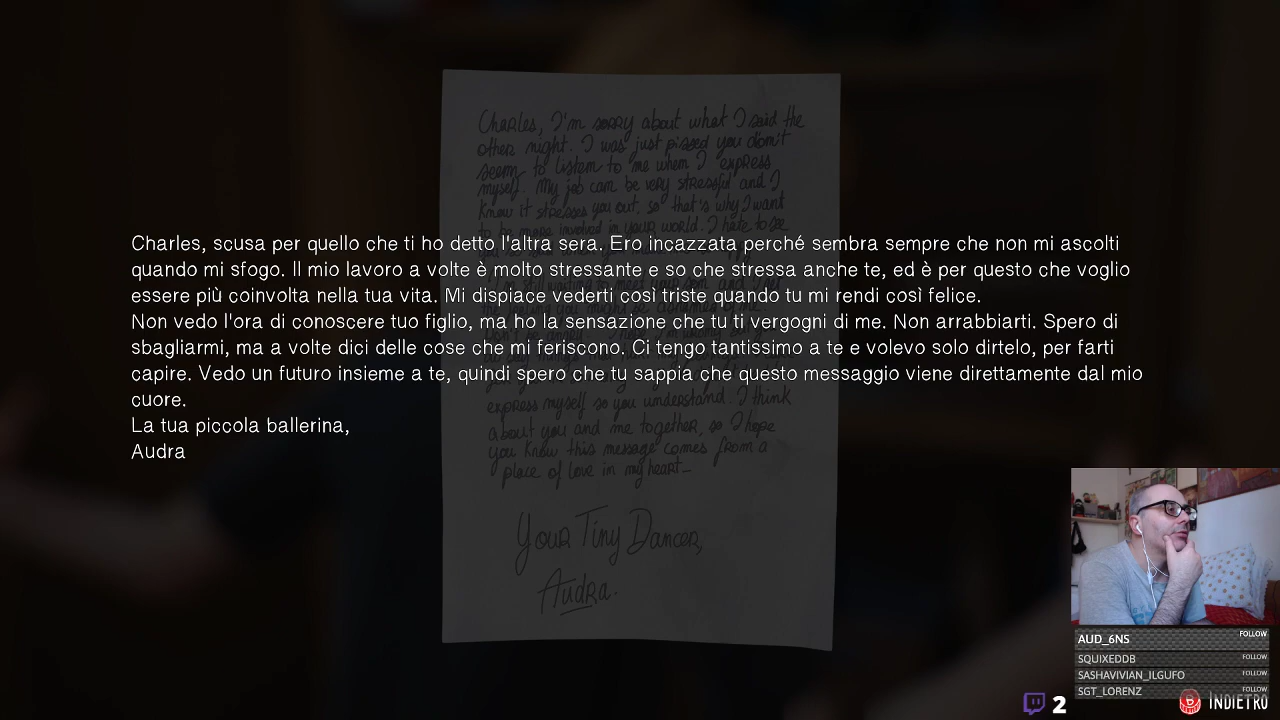 Charles, I'm sorry about what I said the
other night. I was just pissed you don't
seem to listen to me when I express
myself. My job can be very stressful and I
know it stresses you out, so that's why I want
to be more involved in your world. I hate to see
Charles, scusa per quello che ti ho detto l'altra sera. Ero incazzata perché sembra sempre che non mi ascolti
quando mi sfogo. Il mio lavoro a volte è molto stressante e so che stressa anche te, ed è per questo che voglio
essere più coinvolta nella tua vita. Mi dispiace vederti così triste quando tu mi rendi così felice.
Non vedo l'ora di conoscere tuo figlio, ma ho la sensazione che tu ti vergogni di me. Non arrabbiarti. Spero di
sbagliarmi, ma a volte dici delle cose che mi feriscono. Ci tengo tantissimo a te e volevo solo dirtelo, per farti
capire. Vedo un futuro insieme a te, quindi spero che tu sappia che questo messaggio viene direttamente dal mio
cuore.
La tua piccola ballerina,
Audra
express myself so you understand. I think
about you and me together, so I hope
you know this message comes from a
place of love in my heart—
Your Tiny Dancer,
Audra.
AUD_6NS FOLLOW
SQUIXEDDB FOLLOW
SASHAVIVIAN_ILGUFO FOLLOW
SGT_LORENZ FOLLOW
2
B INDIETRO